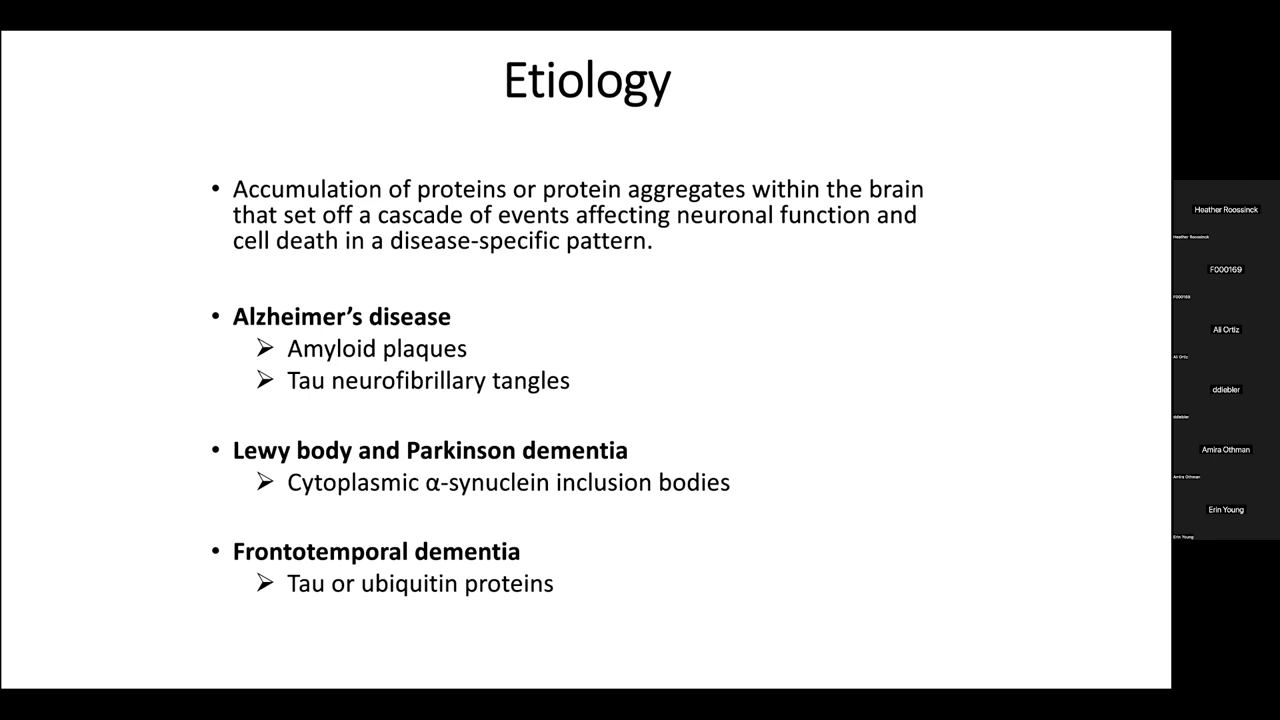 Etiology
• Accumulation of proteins or protein aggregates within the brain
that set off a cascade of events affecting neuronal function and
cell death in a disease-specific pattern.
• Alzheimer’s disease
➢ Amyloid plaques
➢ Tau neurofibrillary tangles
• Lewy body and Parkinson dementia
➢ Cytoplasmic α-synuclein inclusion bodies
• Frontotemporal dementia
➢ Tau or ubiquitin proteins
Heather Roossinck
Heather Roossinck
F000169
F000169
Ali Ortiz
Ali Ortiz
ddiebler
ddiebler
Amira Othman
Amira Othman
Erin Young
Erin Young